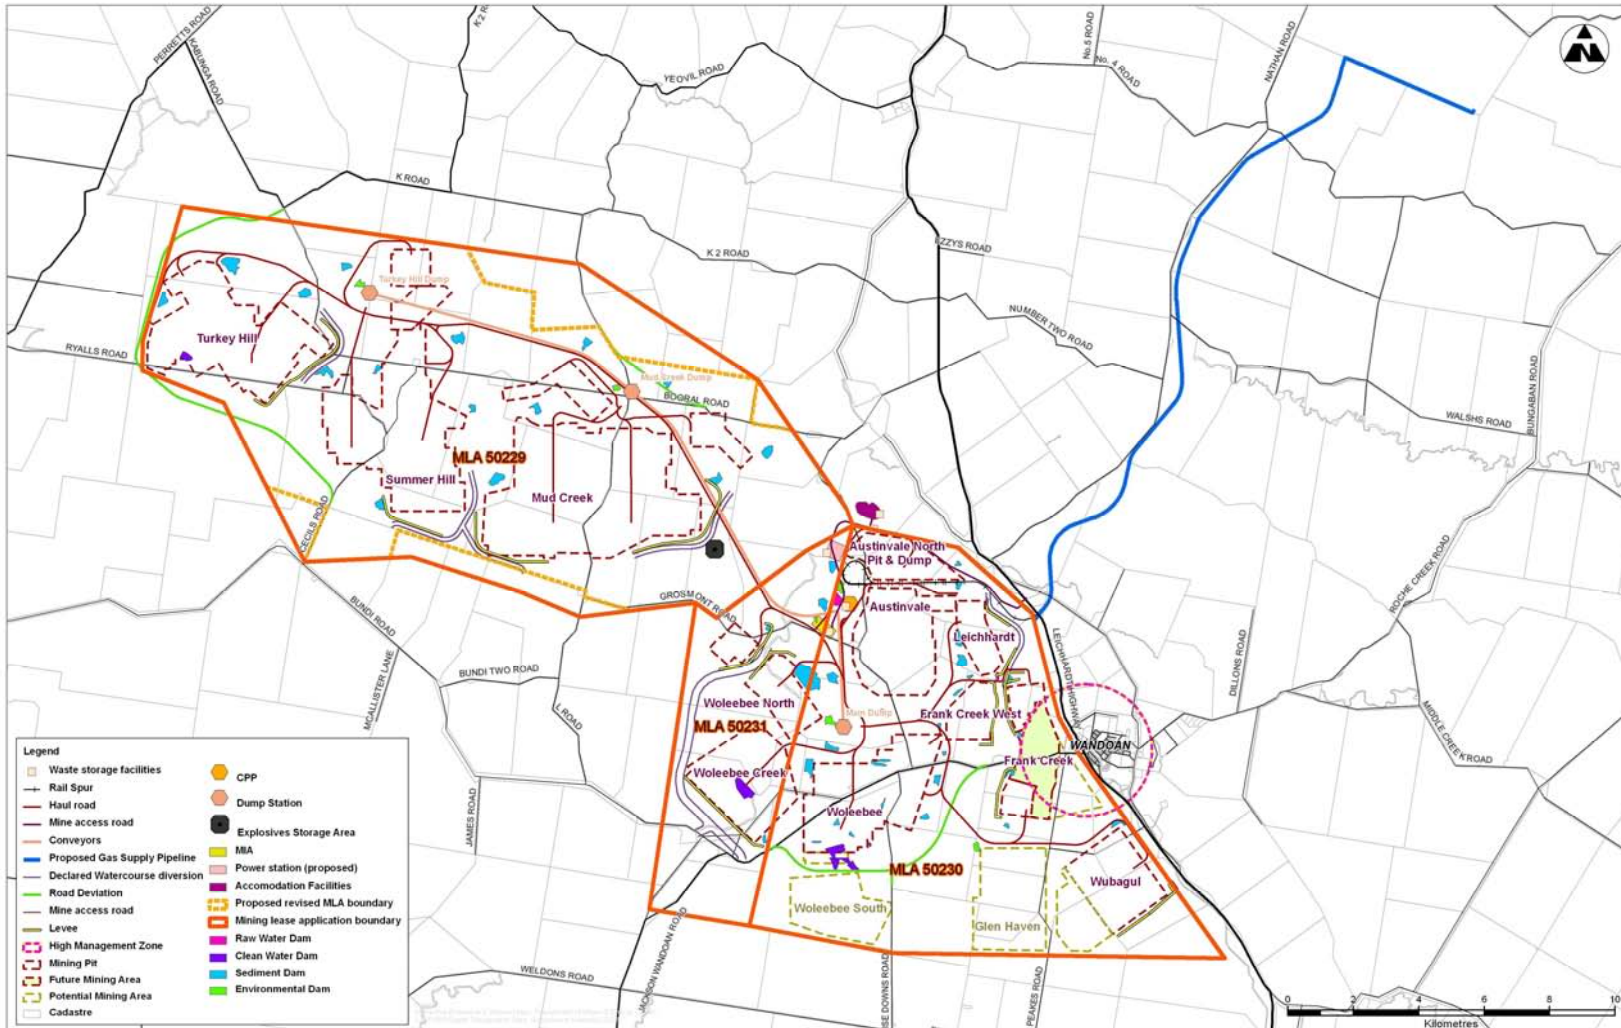 PERRETTS ROAD
KABUNGA ROAD
YEOVIL ROAD
No.5 ROAD
No. 4 ROAD
NATHAN ROAD
N
K ROAD
K 2 ROAD
EZZYS ROAD
NUMBER TWO ROAD
Turkey Hill Dump
Turkey Hill
RYALLS ROAD
Mud Creek Dump
BOGRAL ROAD
WALSHS ROAD
BUNGABAN ROAD
MLA 50229
Summer Hill
Mud Creek
CECILS ROAD
Austinvale North
Pit & Dump
BUNDI ROAD
GROSMONT ROAD
Austinvale
Leichhardt
LEICHHARDT HIGHWAY
ROCHE CREEK ROAD
DILLONS ROAD
MCALLISTER LANE
BUNDI TWO ROAD
L ROAD
Woleebee North
MLA 50231
Main Dump
Frank Creek West
WANDOAN
MIDDLE CREEK ROAD
Frank Creek
Woleebee Creek
JAMES ROAD
Woleebee
MLA 50230
Wubagul
Woleebee South
Glen Haven
JACKSON WANDOAN ROAD
WELDONS ROAD
PEAKES ROAD
Legend
Waste storage facilities
Rail Spur
Haul road
Mine access road
Conveyors
Proposed Gas Supply Pipeline
Declared Watercourse diversion
Road Deviation
Mine access road
Levee
High Management Zone
Mining Pit
Future Mining Area
Potential Mining Area
Cadastre
CPP
Dump Station
Explosives Storage Area
MIA
Power station (proposed)
Accomodation Facilities
Proposed revised MLA boundary
Mining lease application boundary
Raw Water Dam
Clean Water Dam
Sediment Dam
Environmental Dam
0 2 4 6 8 10
Kilometres